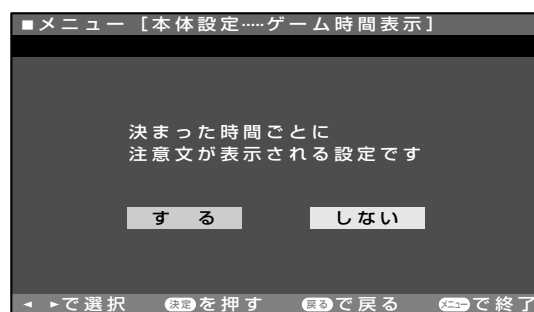 ■メニュー [本体設定……ゲーム時間表示]
決まった時間ごとに
注意文が表示される設定です
する しない
◄ ►で選択 決定を押す 戻るで戻る メニューで終了